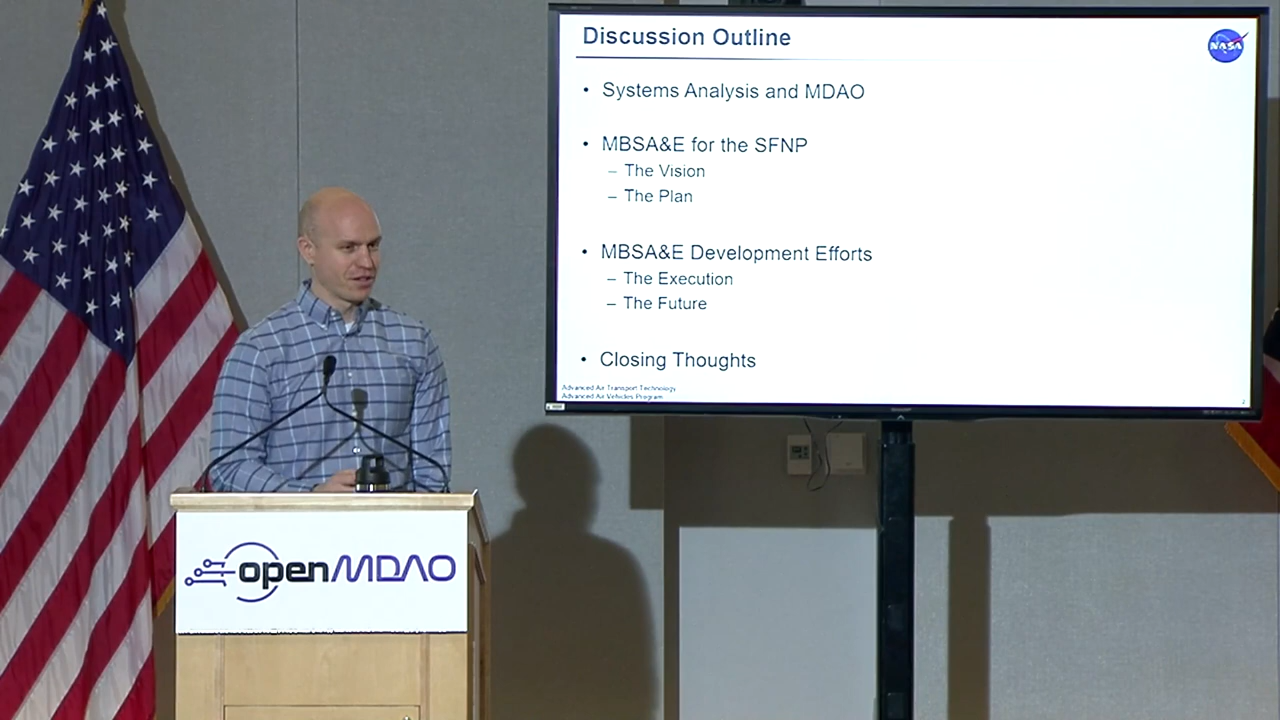 Discussion Outline
NASA
• Systems Analysis and MDAO
• MBSA&E for the SFNP
– The Vision
– The Plan
• MBSA&E Development Efforts
– The Execution
– The Future
• Closing Thoughts
Advanced Air Transport Technology
Advanced Air Vehicles Program
openMDAO